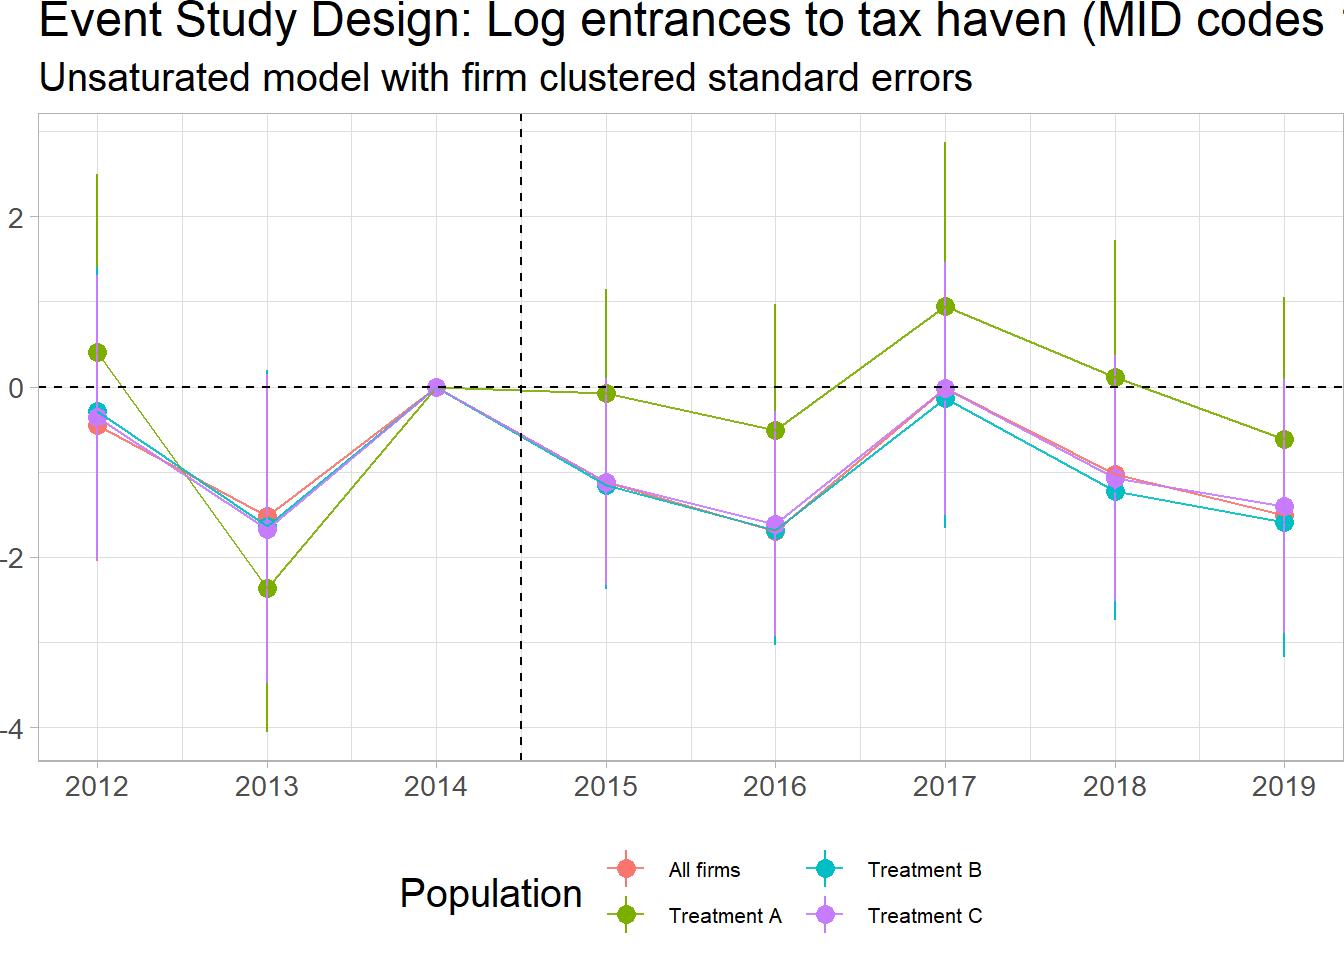 Event Study Design: Log entrances to tax haven (MID codes
Unsaturated model with firm clustered standard errors
2
0
-2
-4
2012 2013 2014 2015 2016 2017 2018 2019
Population
All firms
Treatment A
Treatment B
Treatment C